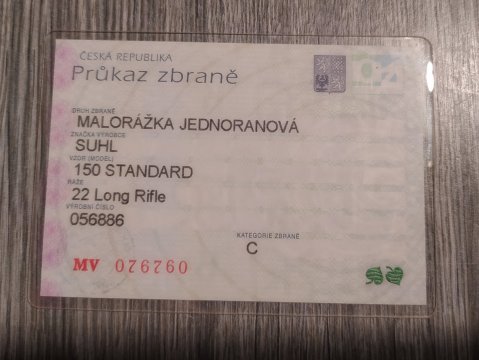 ČESKÁ REPUBLIKA
Průkaz zbraně
DRUH ZBRANĚ
MALORÁŽKA JEDNORANOVÁ
ZNAČKA VÝROBCE
SUHL
VZOR (MODEL)
150 STANDARD
RÁŽE
22 Long Rifle
VÝROBNÍ ČÍSLO
056886
KATEGORIE ZBRANĚ
C
MV 076760